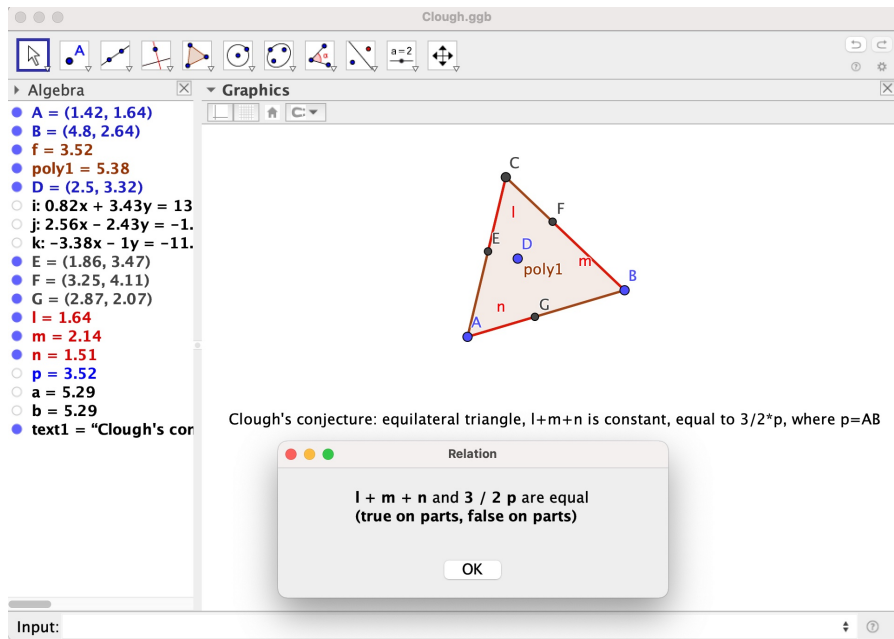 Clough.ggb
A
α
a=2
Algebra
Graphics
A = (1.42, 1.64)
B = (4.8, 2.64)
f = 3.52
poly1 = 5.38
D = (2.5, 3.32)
i: 0.82x + 3.43y = 13
j: 2.56x – 2.43y = –1.
k: –3.38x – 1y = –11.
E = (1.86, 3.47)
F = (3.25, 4.11)
G = (2.87, 2.07)
l = 1.64
m = 2.14
n = 1.51
p = 3.52
a = 5.29
b = 5.29
text1 = “Clough's cor
C
l
F
E
D
poly1
m
B
n
G
A
Clough's conjecture: equilateral triangle, l+m+n is constant, equal to 3/2*p, where p=AB
Relation
l + m + n and 3 / 2 p are equal
(true on parts, false on parts)
OK
Input: